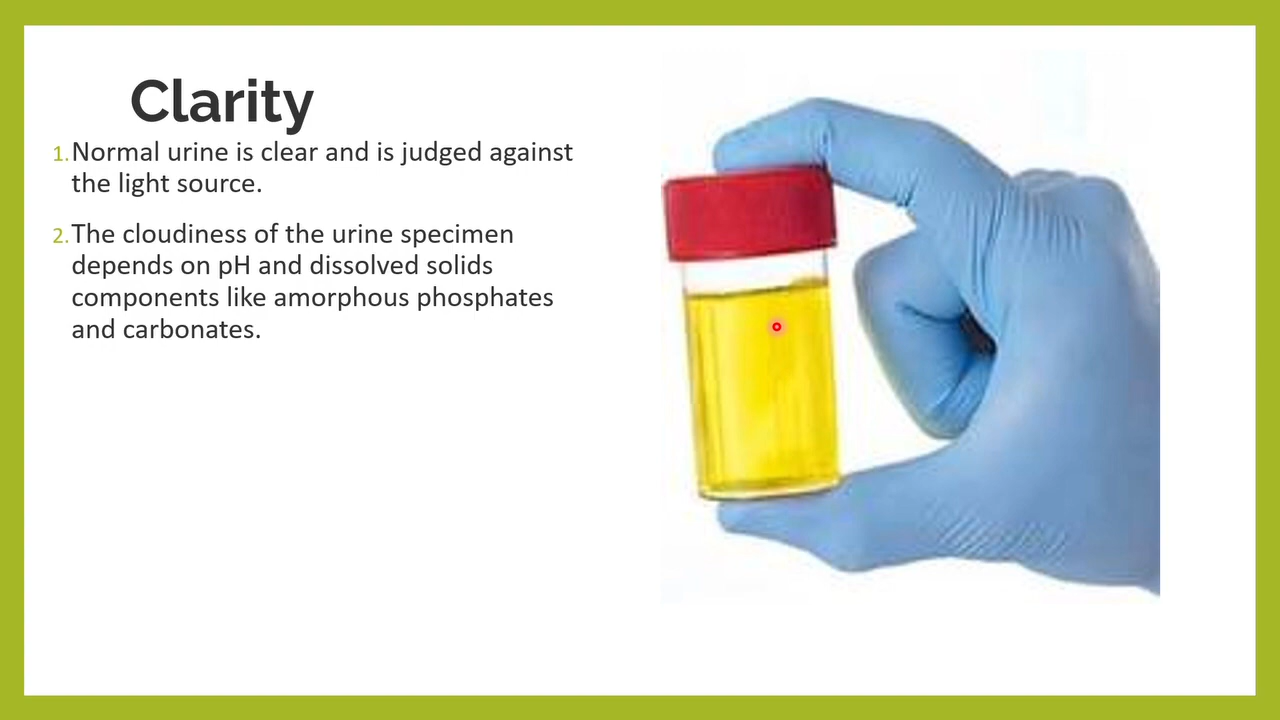 Clarity
1. Normal urine is clear and is judged against
the light source.
2. The cloudiness of the urine specimen
depends on pH and dissolved solids
components like amorphous phosphates
and carbonates.